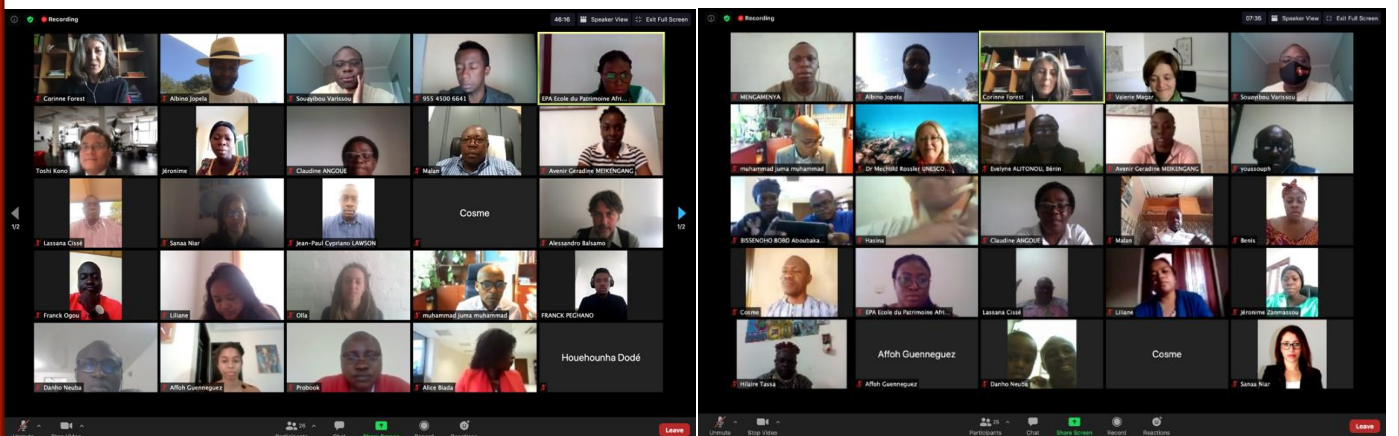 Recording
46:16 Speaker View Exit Full Screen
Corinne Forest
Albino Jopela
Souayibou Varissou
955 4500 6641
EPA Ecole du Patrimoine Afri...
Toshi Kono
Jéronime
Claudine ANGOUE
Malan
Avenir Geradine MEIKENGANG
1/2
Lassana Cissé
Sanaa Niar
Jean-Paul Cypriano LAWSON
Cosme
Alessandro Balsamo
1/2
Franck Ogou
Liliane
Olla
muhammad juma muhammad
FRANCK PEGHANO
Danho Neuba
Affoh Guenneguez
Probook
Alice Biada
Houehounha Dodé
26
Leave
Recording
07:35 Speaker View Exit Full Screen
MENGAMENYA
Albino Jopela
Corinne Forest
Valerie Magar
Souayibou Varissou
muhammad juma muhammad
Dr Mechtild Rossler UNESCO...
Evelyne ALITONOU, Bénin
Avenir Geradine MEIKENGANG
youssouph
BISSENOHO BOBO Aboubaka...
Hasina
Claudine ANGOUE
Malan
Benis
Cosme
EPA Ecole du Patrimoine Afri...
Lassana Cissé
Liliane
Jéronime Zanmassou
Hilaire Tassa
Affoh Guenneguez
Affoh Guenneguez
Danho Neuba
Cosme
Sanaa Niar
Unmute Stop Video Participants 25 Chat Share Screen Record Reactions Leave